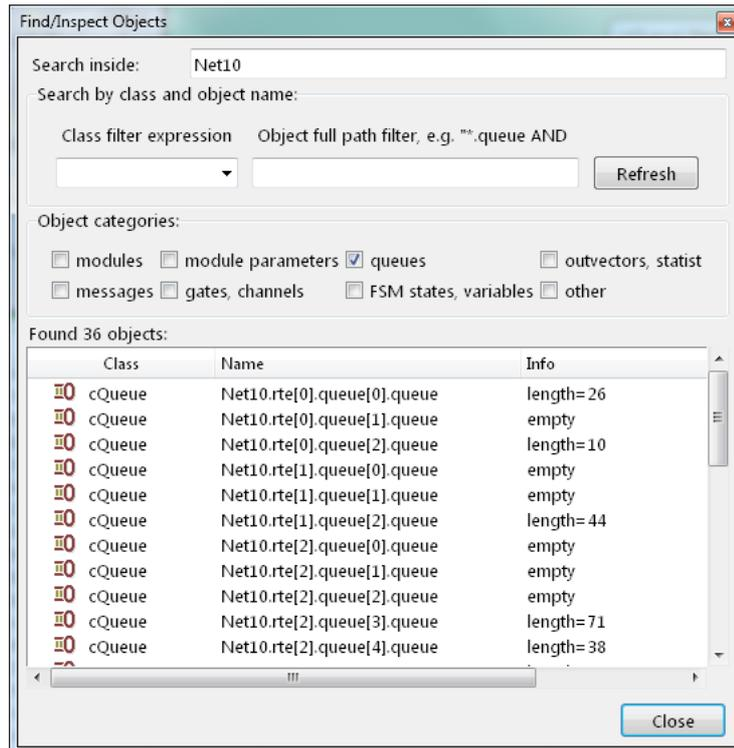 Find/Inspect Objects
Search inside: Net10
Search by class and object name:
Class filter expression Object full path filter, e.g. "*.queue AND
Refresh
Object categories:
modules module parameters queues outvectors, statist
messages gates, channels FSM states, variables other
Found 36 objects:
Class Name Info
cQueue Net10.rte[0].queue[0].queue length=26
cQueue Net10.rte[0].queue[1].queue empty
cQueue Net10.rte[0].queue[2].queue length=10
cQueue Net10.rte[1].queue[0].queue empty
cQueue Net10.rte[1].queue[1].queue empty
cQueue Net10.rte[1].queue[2].queue length=44
cQueue Net10.rte[2].queue[0].queue empty
cQueue Net10.rte[2].queue[1].queue empty
cQueue Net10.rte[2].queue[2].queue empty
cQueue Net10.rte[2].queue[3].queue length=71
cQueue Net10.rte[2].queue[4].queue length=38
Close